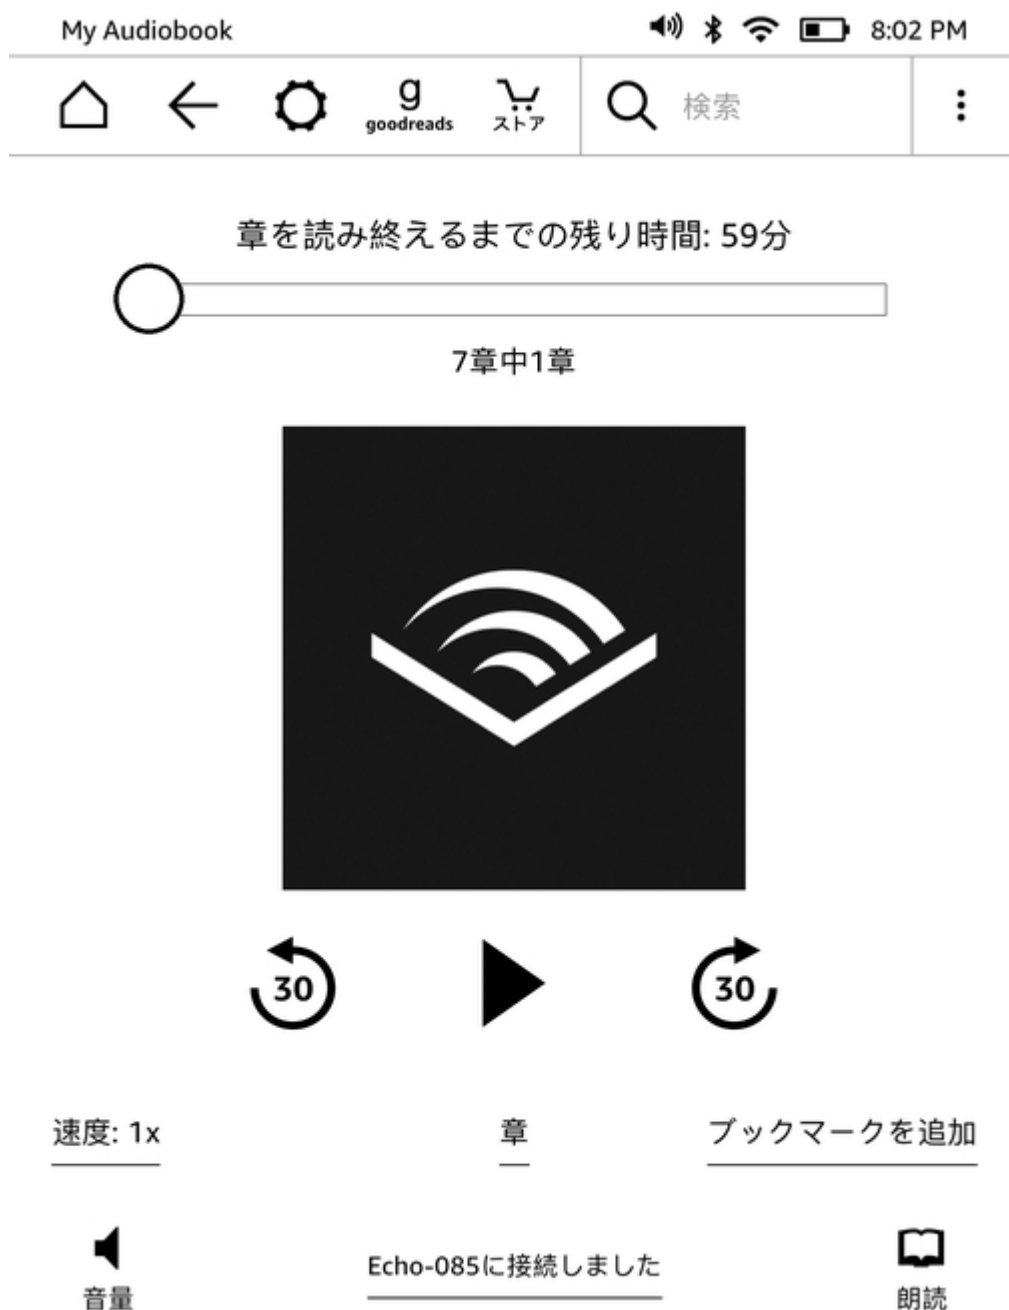 My Audiobook 8:02 PM
g
goodreads
ストア
検索
章を読み終えるまでの残り時間: 59分
7章中1章
30 30
速度: 1x 章 ブックマークを追加
音量 Echo-085に接続しました 朗読